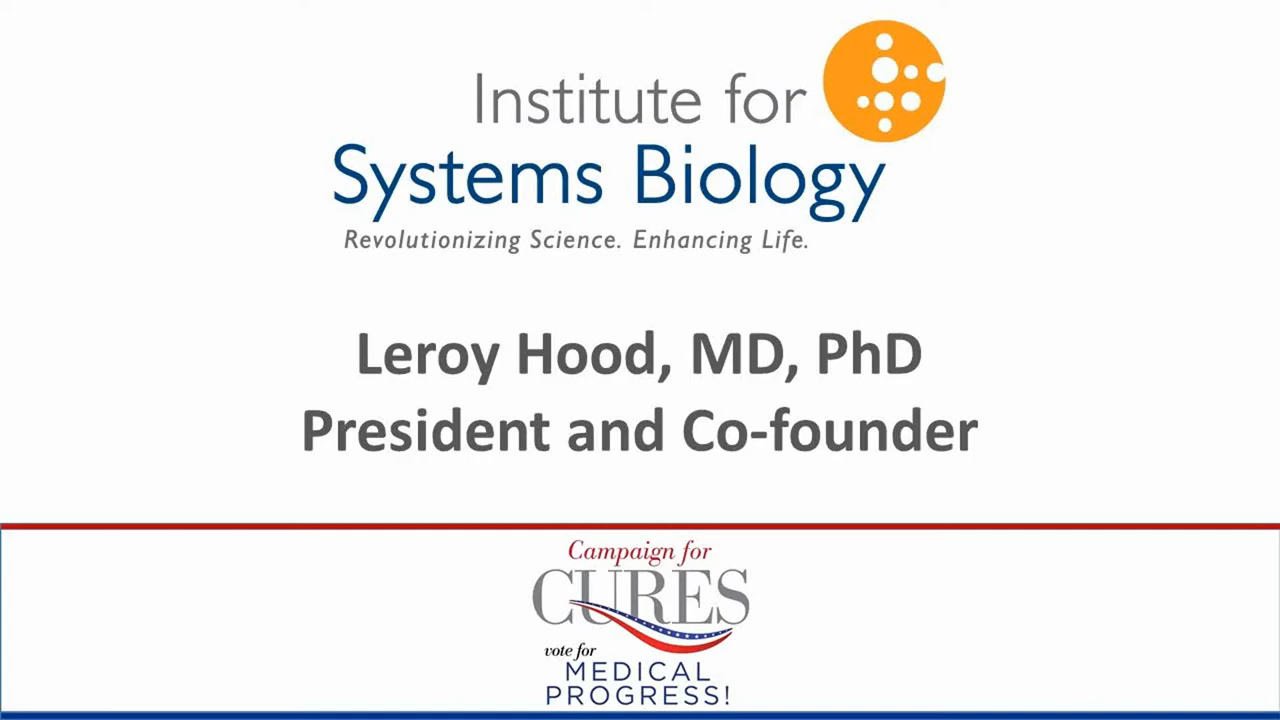 Institute for
Systems Biology
Revolutionizing Science. Enhancing Life.
Leroy Hood, MD, PhD
President and Co-founder
Campaign for
CURES
vote for
MEDICAL
PROGRESS!